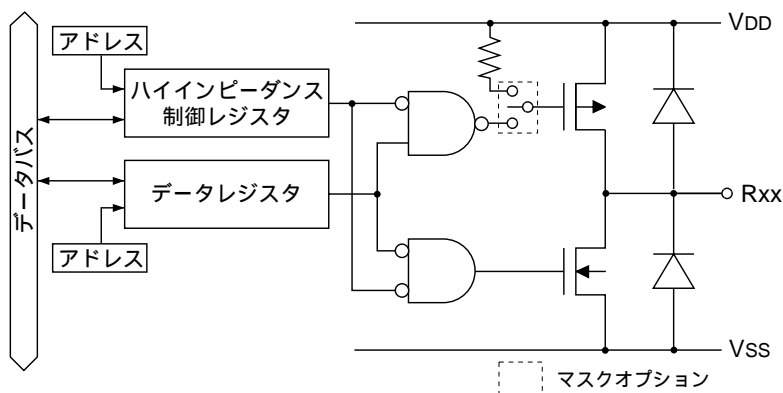 アドレス
VDD
ハイインピーダンス
制御レジスタ
データバス
データレジスタ
Rxx
アドレス
VSS
マスクオプション